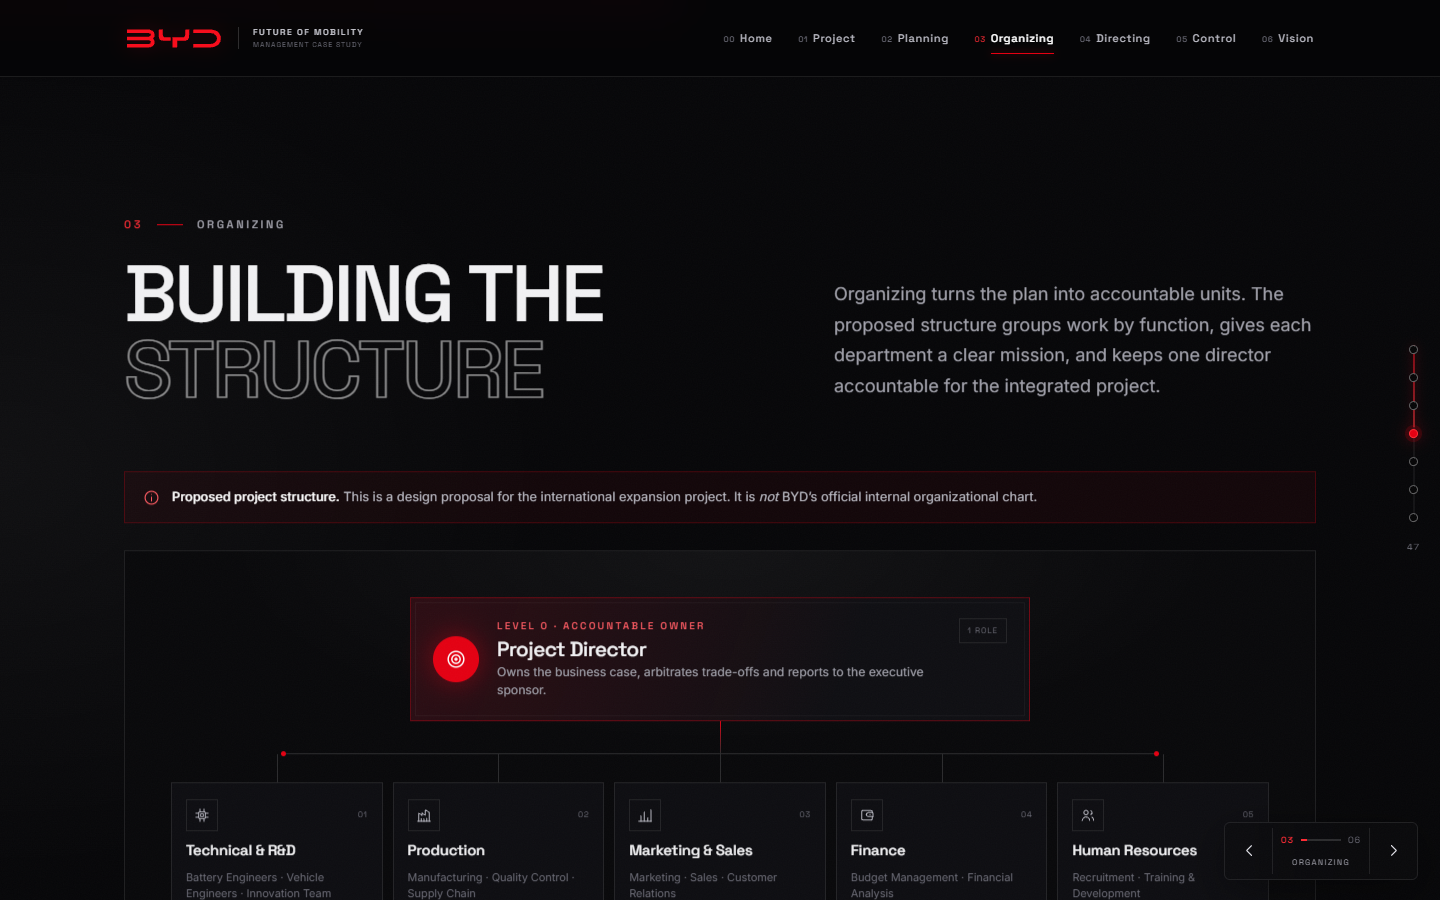 BYD
FUTURE OF MOBILITY
MANAGEMENT CASE STUDY
00 Home
01 Project
02 Planning
03 Organizing
04 Directing
05 Control
06 Vision
03 ORGANIZING
BUILDING THE
STRUCTURE
Organizing turns the plan into accountable units. The
proposed structure groups work by function, gives each
department a clear mission, and keeps one director
accountable for the integrated project.
Proposed project structure. This is a design proposal for the international expansion project. It is not BYD's official internal organizational chart.
47
LEVEL 0 · ACCOUNTABLE OWNER
1 ROLE
Project Director
Owns the business case, arbitrates trade-offs and reports to the executive
sponsor.
01
Technical & R&D
Battery Engineers · Vehicle
Engineers · Innovation Team
02
Production
Manufacturing · Quality Control ·
Supply Chain
03
Marketing & Sales
Marketing · Sales · Customer
Relations
04
Finance
Budget Management · Financial
Analysis
05
Human Resources
Recruitment · Training &
Development
03 06
ORGANIZING